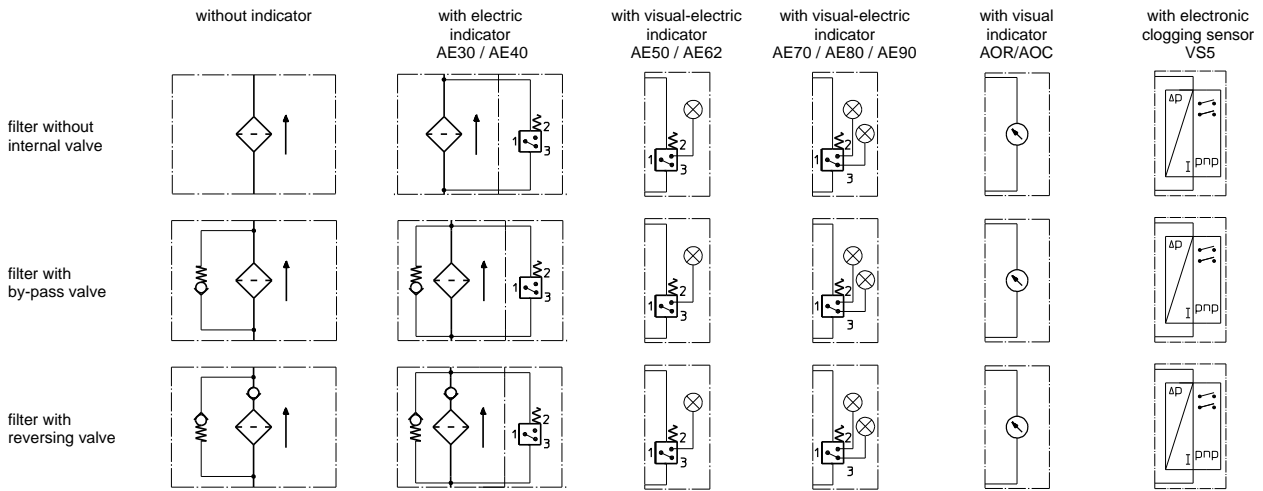 without indicator
with electric
indicator
AE30 / AE40
with visual-electric
indicator
AE50 / AE62
with visual-electric
indicator
AE70 / AE80 / AE90
with visual
indicator
AOR/AOC
with electronic
clogging sensor
VS5
filter without
internal valve
1 2 3
1 2 3
1 2 3
Δp
I pnp
filter with
by-pass valve
1 2 3
1 2 3
1 2 3
Δp
I pnp
filter with
reversing valve
1 2 3
1 2 3
1 2 3
Δp
I pnp